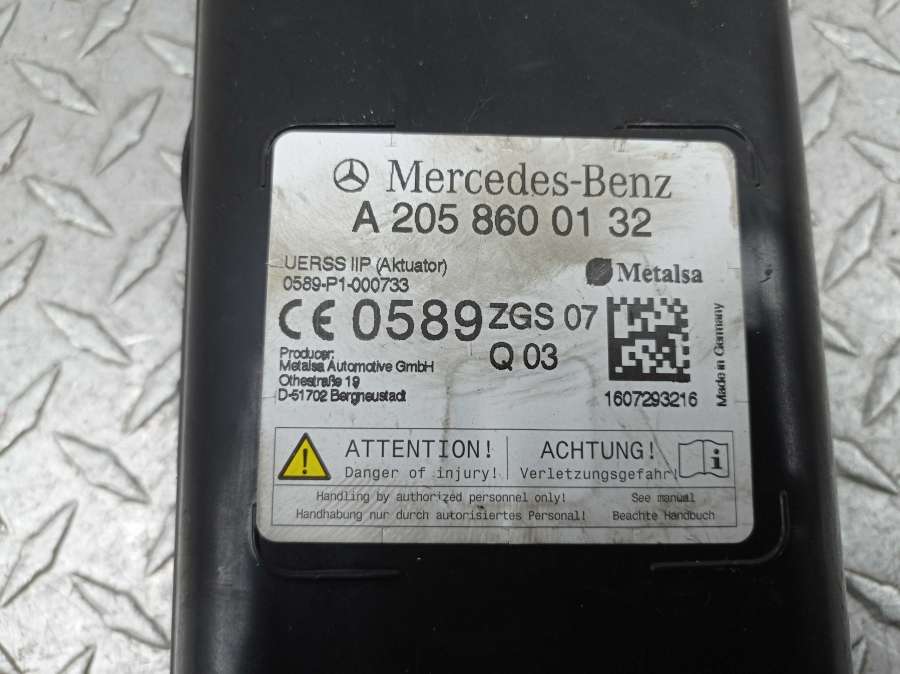 Mercedes-Benz
A 205 860 01 32
UERSS IIP (Aktuator)
0589-P1-000733
Metalsa
CE 0589 ZGS 07
Q 03
Producer:
Metalsa Automotive GmbH
Othestraße 19
D-51702 Bergneustadt
1607293216
Made in Germany
ATTENTION!
Danger of injury!
ACHTUNG!
Verletzungsgefahr!
Handling by authorized personnel only!
See manual
Handhabung nur durch autorisiertes Personal!
Beachte Handbuch